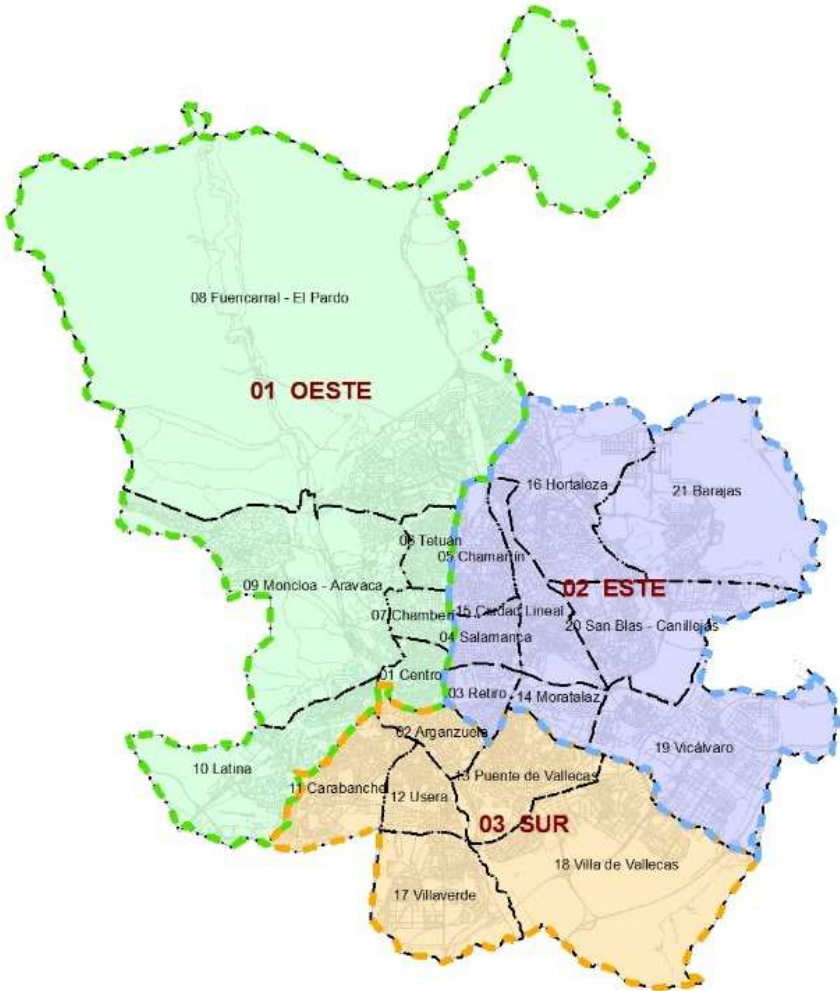 08 Fuencarral - El Pardo
01 OESTE
16 Hortaleza
21 Barajas
06 Tetuán
05 Chamartín
09 Moncloa - Aravaca
02 ESTE
07 Chamberí
15 Ciudad Lineal
20 San Blas - Canillejas
04 Salamanca
01 Centro
03 Retiro
14 Moratalaz
02 Arganzuela
19 Vicálvaro
10 Latina
13 Puente de Vallecas
11 Carabanchel
12 Usera
03 SUR
18 Villa de Vallecas
17 Villaverde